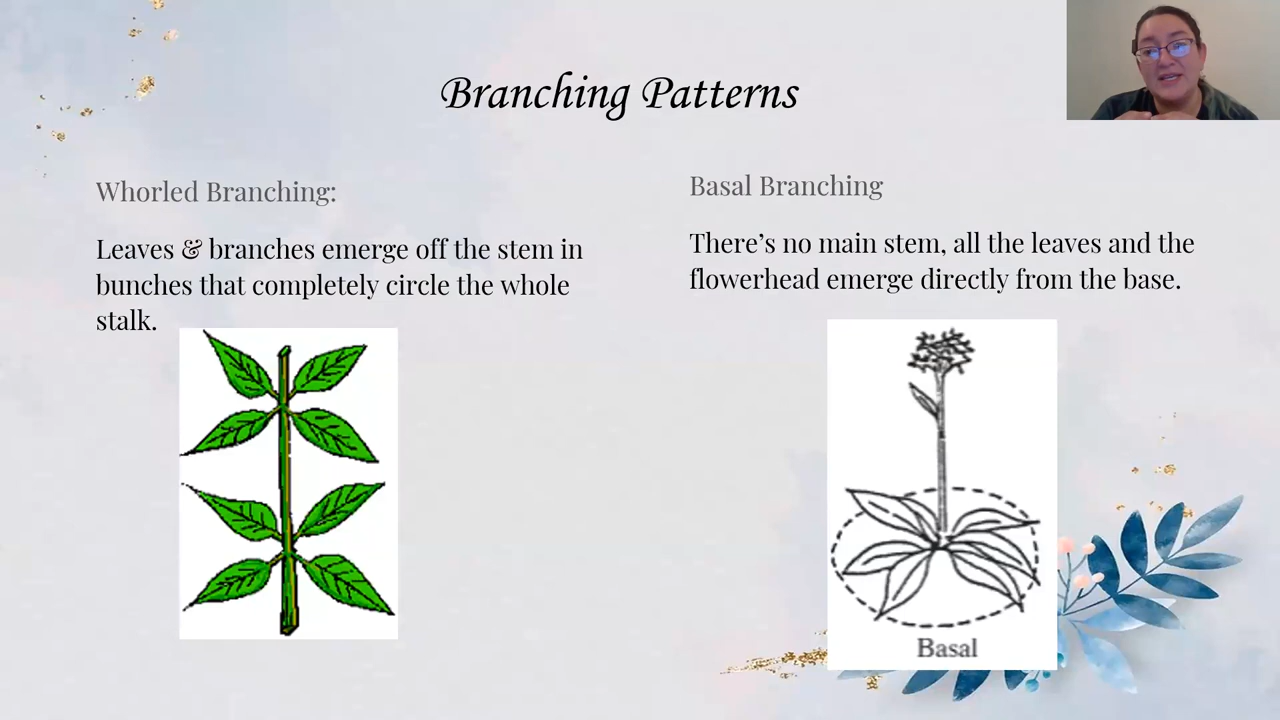 Branching Patterns
Whorled Branching:
Leaves & branches emerge off the stem in
bunches that completely circle the whole
stalk.
Basal Branching
There’s no main stem, all the leaves and the
flowerhead emerge directly from the base.
Basal